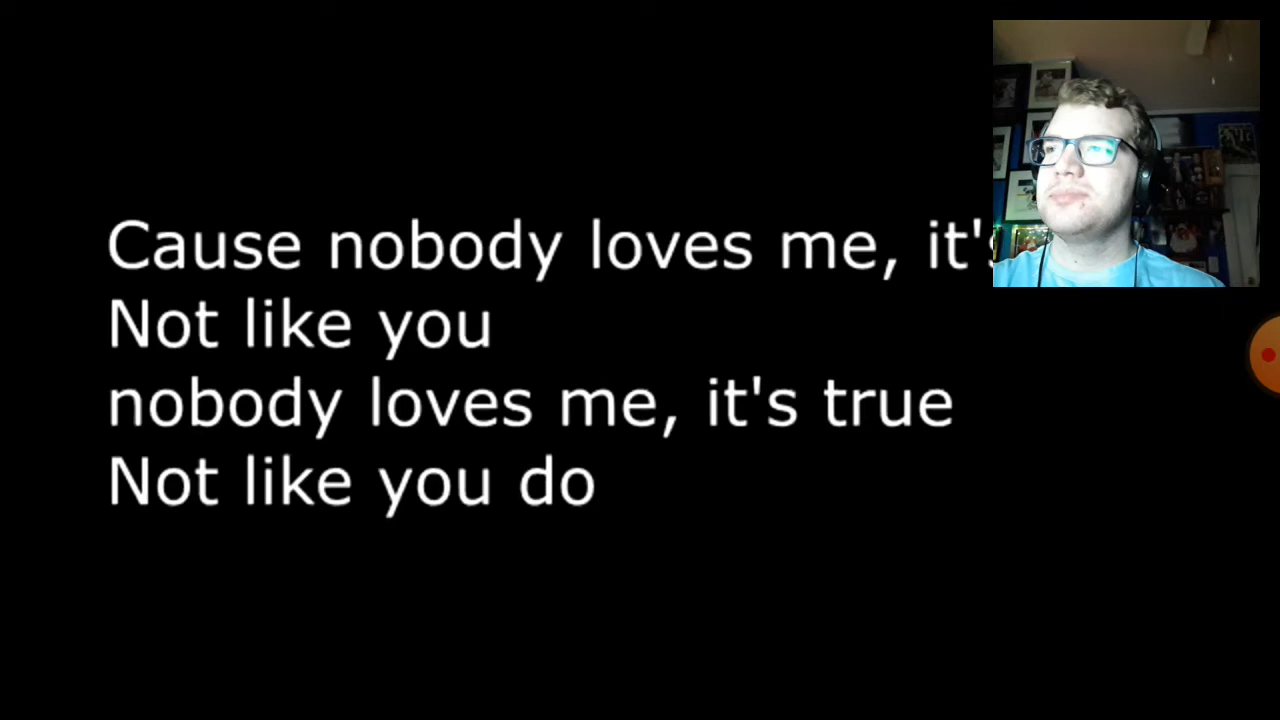 Cause nobody loves me, it's
Not like you
nobody loves me, it's true
Not like you do